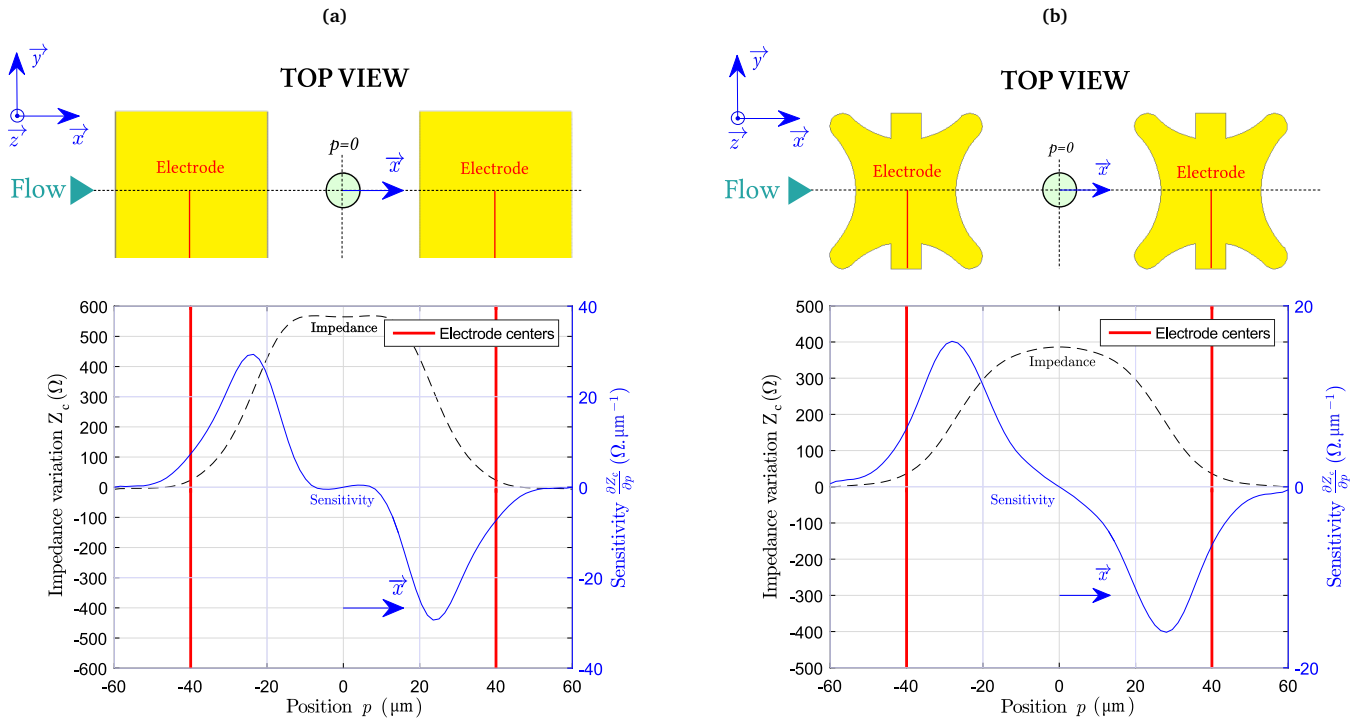 (a)
y
TOP VIEW
z x
p=0
Electrode
x
Electrode
Flow
600
500
400
300
200
100
0
-100
-200
-300
-400
-500
-600
Impedance variation Z_c (Ω)
Impedance
Electrode centers
Sensitivity
x
40
20
0
-20
-40
Sensitivity ∂Z_c/∂p (Ω.μm⁻¹)
-60 -40 -20 0 20 40 60
Position p (μm)
(b)
y
TOP VIEW
z x
p=0
Electrode
x
Electrode
Flow
500
400
300
200
100
0
-100
-200
-300
-400
-500
Impedance variation Z_c (Ω)
Impedance
Electrode centers
Sensitivity
x
20
0
-20
Sensitivity ∂Z_c/∂p (Ω.μm⁻¹)
-60 -40 -20 0 20 40 60
Position p (μm)